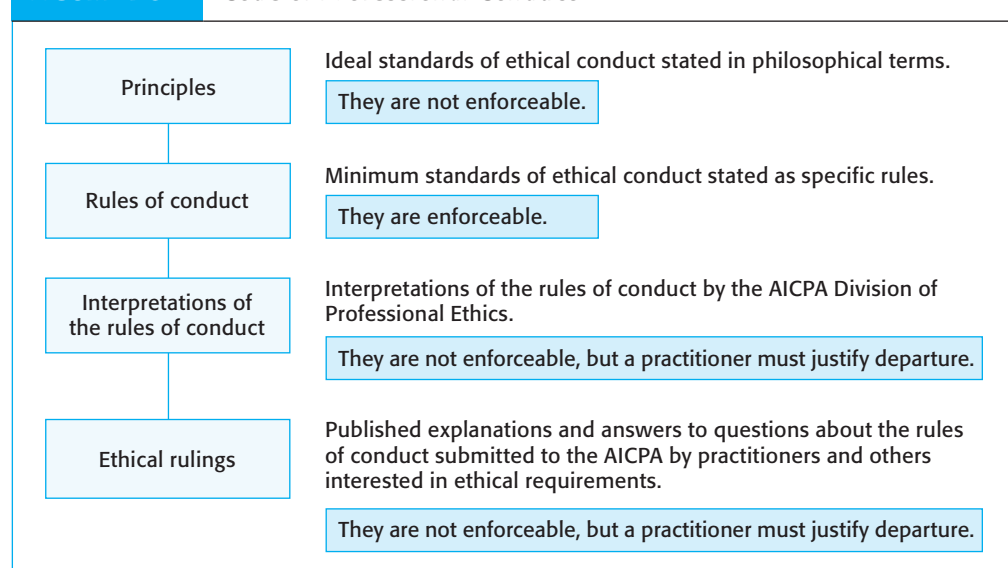 Principles
Ideal standards of ethical conduct stated in philosophical terms.
They are not enforceable.
Rules of conduct
Minimum standards of ethical conduct stated as specific rules.
They are enforceable.
Interpretations of
the rules of conduct
Interpretations of the rules of conduct by the AICPA Division of
Professional Ethics.
They are not enforceable, but a practitioner must justify departure.
Ethical rulings
Published explanations and answers to questions about the rules
of conduct submitted to the AICPA by practitioners and others
interested in ethical requirements.
They are not enforceable, but a practitioner must justify departure.